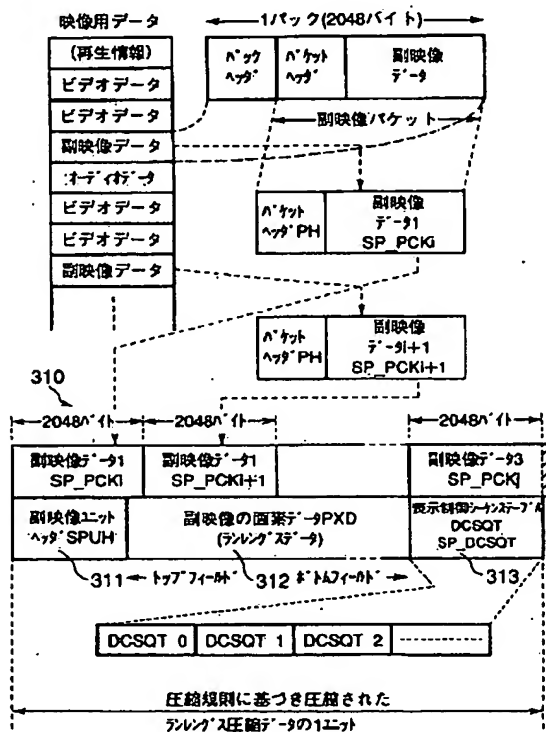 映像用データ
(再生情報)
ビデオデータ
ビデオデータ
副映像データ
オーディオデータ
ビデオデータ
ビデオデータ
副映像データ
1パック(2048バイト)
パック
ヘッダ
パケット
ヘッダ
副映像
データ
副映像パケット
パケット
ヘッダPH
副映像
データ1
SP_PCKi
パケット
ヘッダPH
副映像
データi+1
SP_PCKi+1
310
2048バイト
2048バイト
2048バイト
副映像データ1
SP_PCKi
副映像データ1
SP_PCKi+1
副映像データ3
SP_PCKj
副映像ユニット
ヘッダSPUH
副映像の画素データPXD
(ランレングスデータ)
表示制御シーケンステーブル
DCSQT
SP_DCSQT
311
トップフィールド
312
ボトムフィールド
313
DCSQT 0
DCSQT 1
DCSQT 2
圧縮規則に基づき圧縮された
ランレングス圧縮データの1ユニット